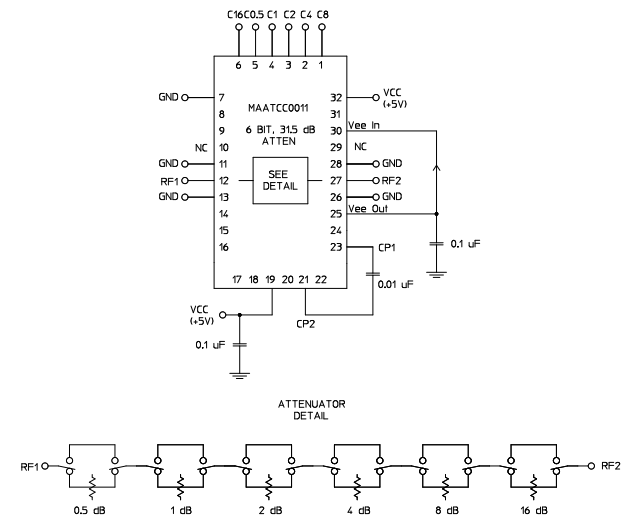 C16 C0.5 C1 C2 C4 C8
6 5 4 3 2 1
GND 7
8
9
NC 10
GND 11
RF1 12
GND 13
14
15
16
MAATCC0011
6 BIT, 31.5 dB
ATTEN
SEE
DETAIL
32 VCC
(+5V)
31
30 Vee In
29 NC
28 GND
27 RF2
26 GND
25 Vee Out
24
23 CP1
0.1 uF
0.01 uF
17 18 19 20 21 22
VCC
(+5V)
CP2
0.1 uF
ATTENUATOR
DETAIL
RF1 RF2
0.5 dB 1 dB 2 dB 4 dB 8 dB 16 dB